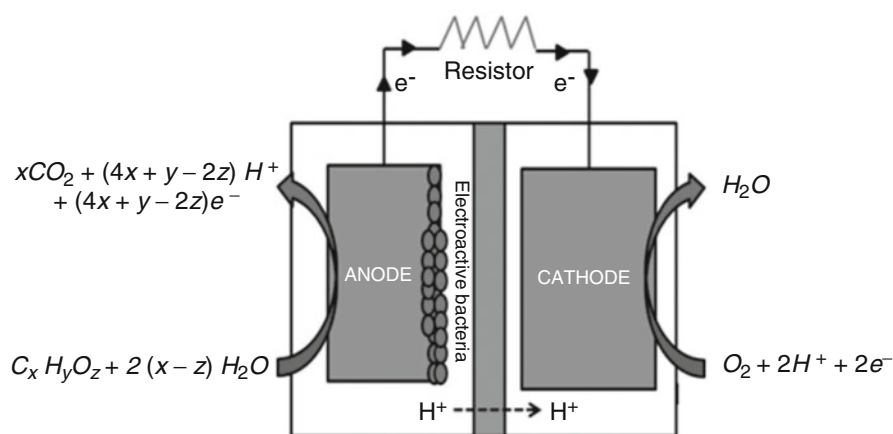 Resistor
e-
e-
xCO₂ + (4x + y − 2z) H⁺
+ (4x + y − 2z)e⁻
H₂O
Electroactive bacteria
ANODE
CATHODE
CₓHᵧO_z + 2 (x − z) H₂O
O₂ + 2H⁺ + 2e⁻
H⁺
H⁺